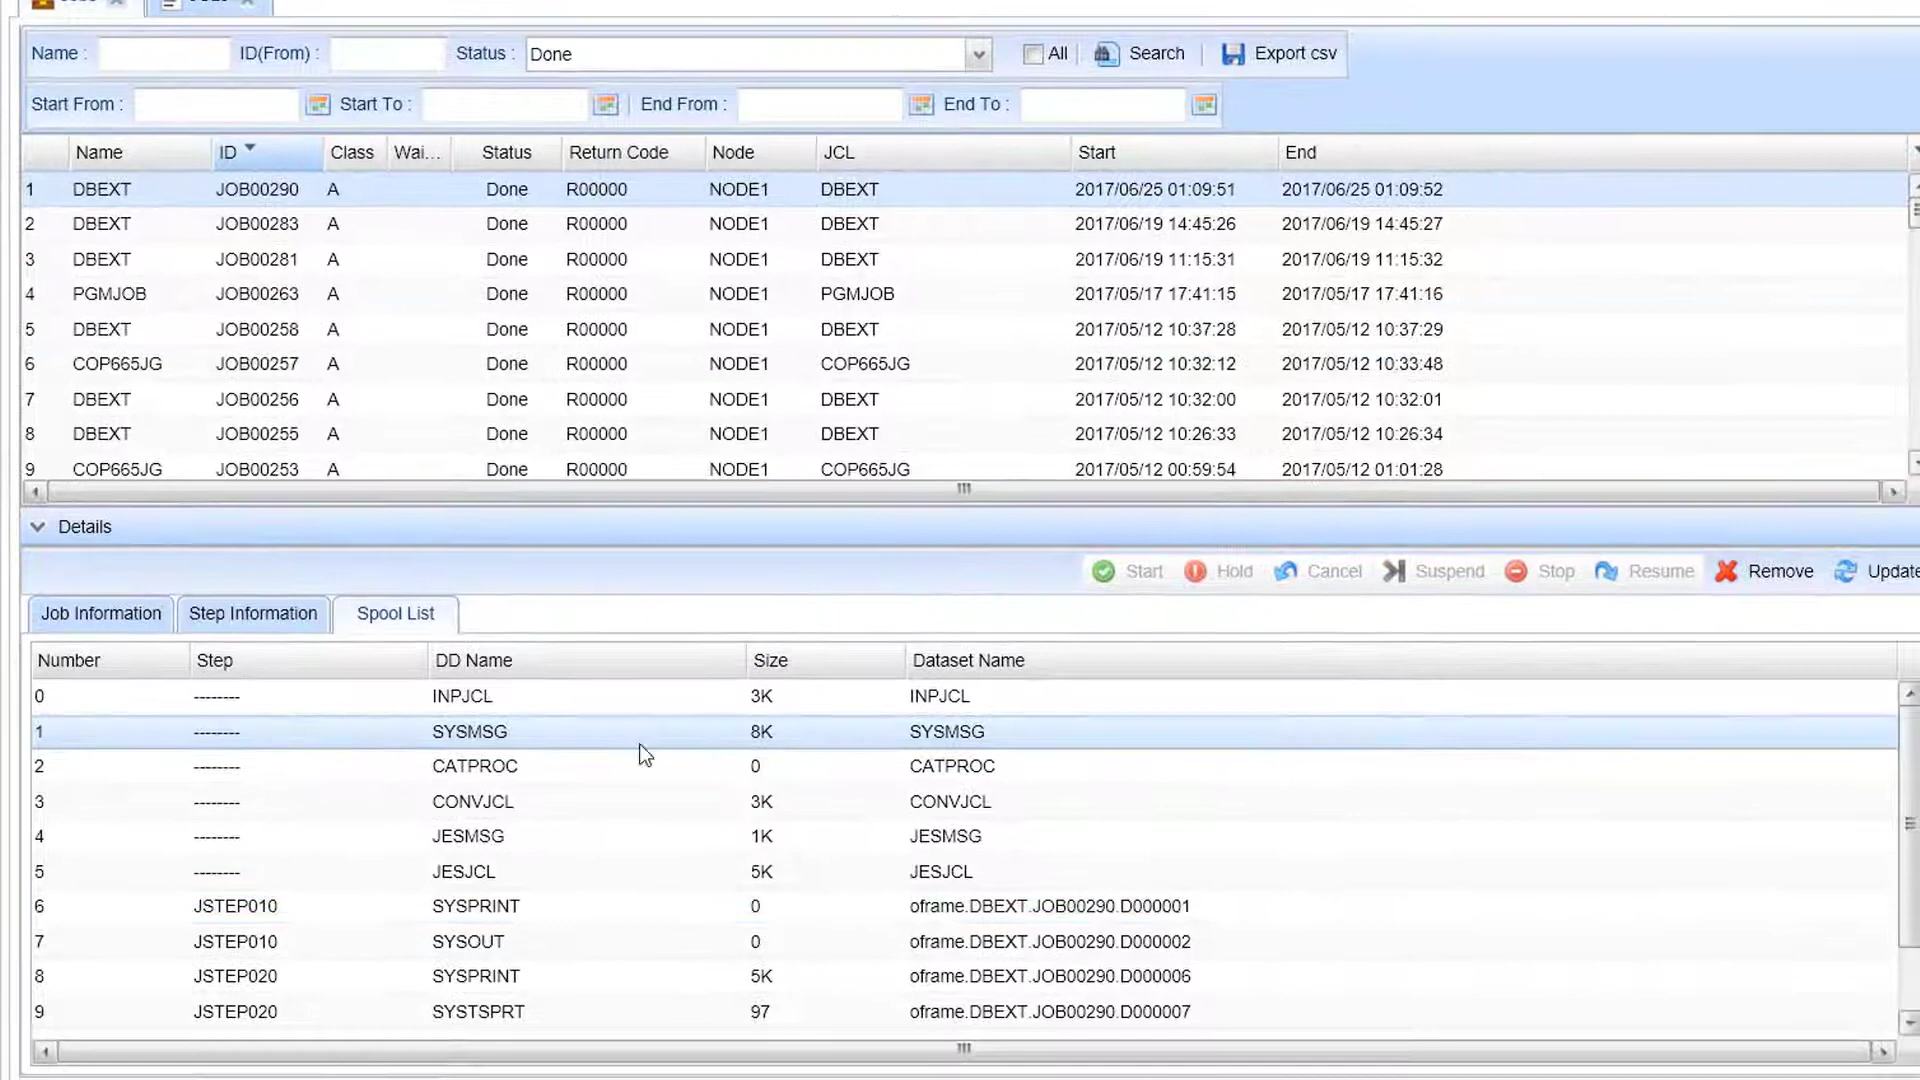 Name : ID(From) : Status : Done All Search Export csv
Start From : Start To : End From : End To :
Name ID Class Wai... Status Return Code Node JCL Start End
1 DBEXT JOB00290 A Done R00000 NODE1 DBEXT 2017/06/25 01:09:51 2017/06/25 01:09:52
2 DBEXT JOB00283 A Done R00000 NODE1 DBEXT 2017/06/19 14:45:26 2017/06/19 14:45:27
3 DBEXT JOB00281 A Done R00000 NODE1 DBEXT 2017/06/19 11:15:31 2017/06/19 11:15:32
4 PGMJOB JOB00263 A Done R00000 NODE1 PGMJOB 2017/05/17 17:41:15 2017/05/17 17:41:16
5 DBEXT JOB00258 A Done R00000 NODE1 DBEXT 2017/05/12 10:37:28 2017/05/12 10:37:29
6 COP665JG JOB00257 A Done R00000 NODE1 COP665JG 2017/05/12 10:32:12 2017/05/12 10:33:48
7 DBEXT JOB00256 A Done R00000 NODE1 DBEXT 2017/05/12 10:32:00 2017/05/12 10:32:01
8 DBEXT JOB00255 A Done R00000 NODE1 DBEXT 2017/05/12 10:26:33 2017/05/12 10:26:34
9 COP665JG JOB00253 A Done R00000 NODE1 COP665JG 2017/05/12 00:59:54 2017/05/12 01:01:28
Details
Start Hold Cancel Suspend Stop Resume Remove Update
Job Information Step Information Spool List
Number Step DD Name Size Dataset Name
0 -------- INPJCL 3K INPJCL
1 -------- SYSMSG 8K SYSMSG
2 -------- CATPROC 0 CATPROC
3 -------- CONVJCL 3K CONVJCL
4 -------- JESMSG 1K JESMSG
5 -------- JESJCL 5K JESJCL
6 JSTEP010 SYSPRINT 0 oframe.DBEXT.JOB00290.D000001
7 JSTEP010 SYSOUT 0 oframe.DBEXT.JOB00290.D000002
8 JSTEP020 SYSPRINT 5K oframe.DBEXT.JOB00290.D000006
9 JSTEP020 SYSTSPRT 97 oframe.DBEXT.JOB00290.D000007